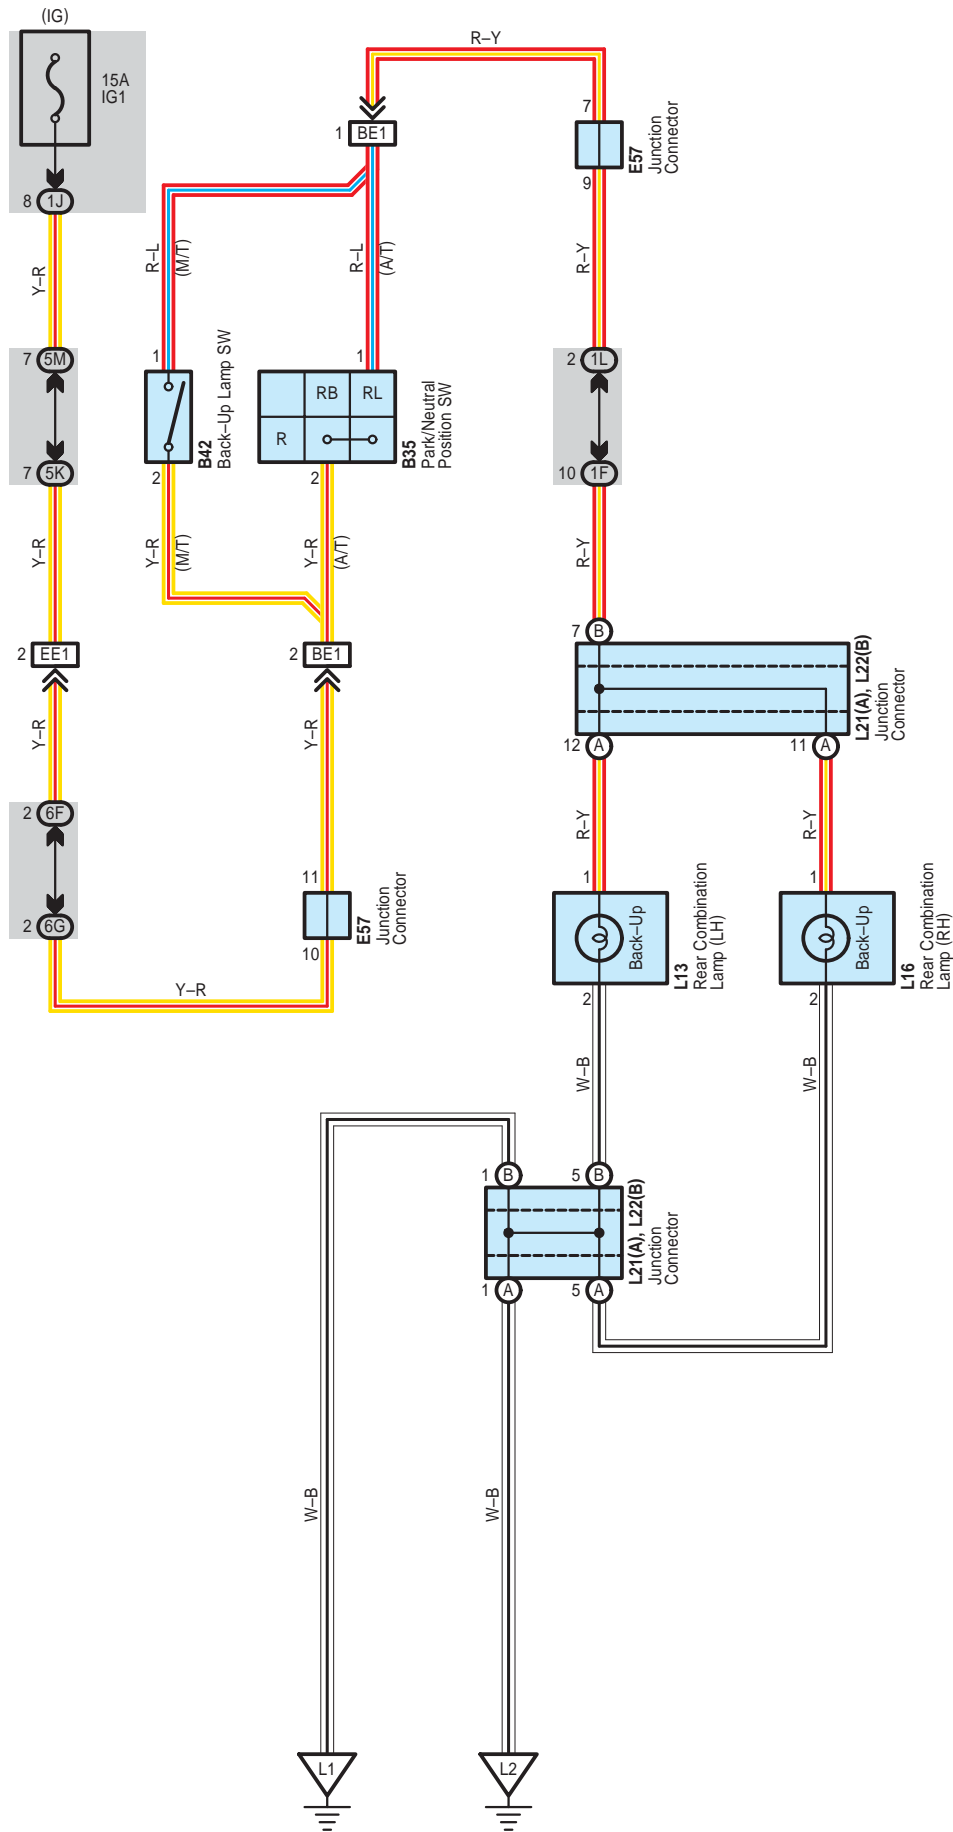 (IG)
15A
IG1
8 1J
Y–R
7 5M
7 5K
Y–R
2 EE1
Y–R
2 6F
2 6G
Y–R
R–Y
1 BE1
R–L
(M/T)
R–L
(A/T)
1
B42
Back–Up Lamp SW
2
1
RB RL
R
B35
Park/Neutral
Position SW
2
Y–R
(M/T)
Y–R
(A/T)
2 BE1
Y–R
11
E57
Junction
Connector
10
7
E57
Junction
Connector
9
R–Y
2 1L
10 1F
R–Y
7 B
L21(A), L22(B)
Junction
Connector
12 A
11 A
R–Y
R–Y
1
Back–Up
L13
Rear Combination
Lamp (LH)
2
1
Back–Up
L16
Rear Combination
Lamp (RH)
2
W–B
W–B
1 B
5 B
L21(A), L22(B)
Junction
Connector
1 A
5 A
W–B
W–B
L1
L2